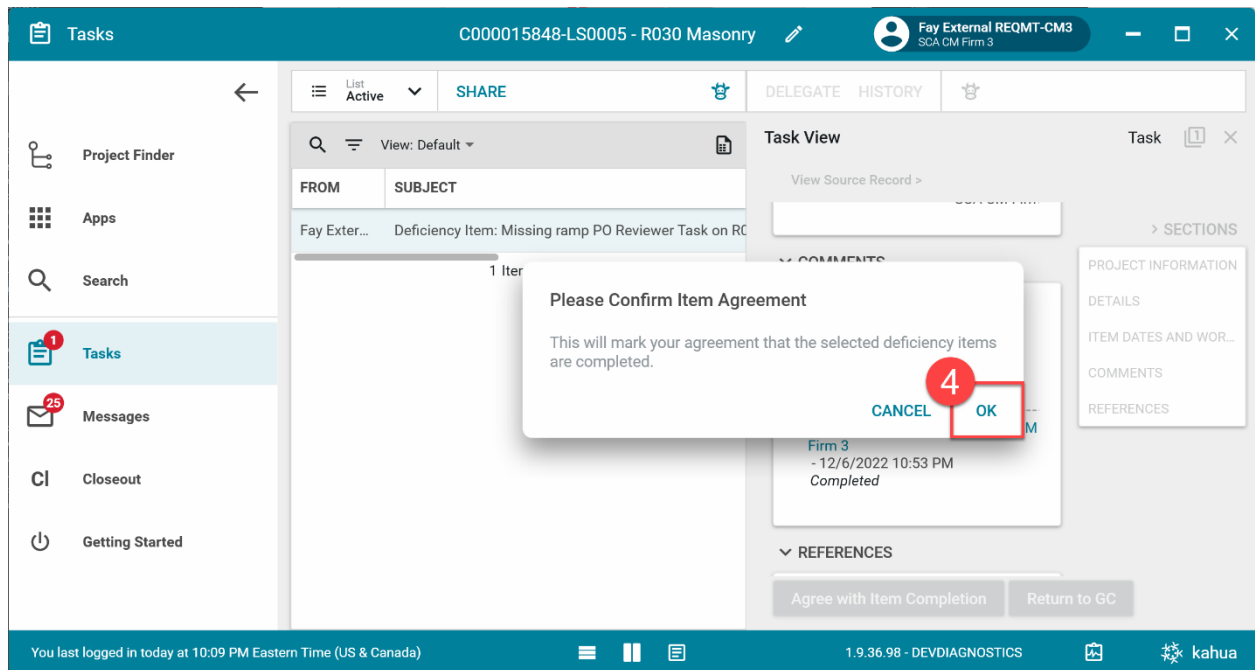 Tasks
C000015848-LS0005 - R030 Masonry
Fay External REQMT-CM3
SCA CM Firm 3
List
Active
SHARE
DELEGATE HISTORY
Project Finder
Apps
Search
1
Tasks
25
Messages
Cl Closeout
Getting Started
View: Default
FROM SUBJECT
Fay Exter... Deficiency Item: Missing ramp PO Reviewer Task on R0
1 Iter
Task View
Task 1
View Source Record >
> SECTIONS
PROJECT INFORMATION
DETAILS
ITEM DATES AND WOR...
COMMENTS
REFERENCES
COMMENTS
Please Confirm Item Agreement
This will mark your agreement that the selected deficiency items
are completed.
4
CANCEL OK
M
Firm 3
- 12/6/2022 10:53 PM
Completed
REFERENCES
Agree with Item Completion Return to GC
You last logged in today at 10:09 PM Eastern Time (US & Canada)
1.9.36.98 - DEVDIAGNOSTICS
kahua